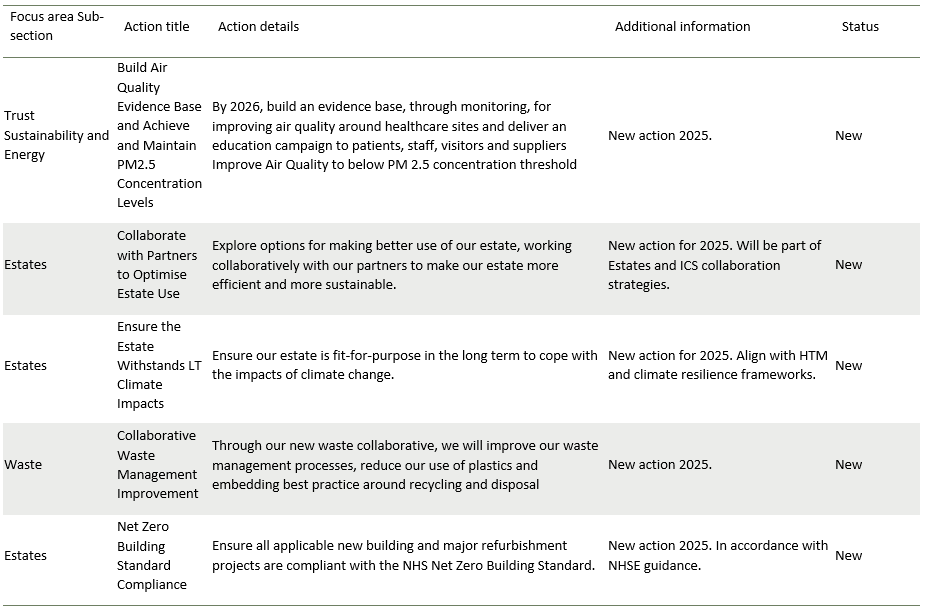 Focus area Sub-
section
Action title
Action details
Additional information
Status
Trust
Sustainability and
Energy
Build Air
Quality
Evidence Base
and Achieve
and Maintain
PM2.5
Concentration
Levels
By 2026, build an evidence base, through monitoring, for
improving air quality around healthcare sites and deliver an
education campaign to patients, staff, visitors and suppliers
Improve Air Quality to below PM 2.5 concentration threshold
New action 2025.
New
Estates
Collaborate
with Partners
to Optimise
Estate Use
Explore options for making better use of our estate, working
collaboratively with our partners to make our estate more
efficient and more sustainable.
New action for 2025. Will be part of
Estates and ICS collaboration
strategies.
New
Estates
Ensure the
Estate
Withstands LT
Climate
Impacts
Ensure our estate is fit-for-purpose in the long term to cope with
the impacts of climate change.
New action for 2025. Align with HTM
and climate resilience frameworks.
New
Waste
Collaborative
Waste
Management
Improvement
Through our new waste collaborative, we will improve our waste
management processes, reduce our use of plastics and
embedding best practice around recycling and disposal
New action 2025.
New
Estates
Net Zero
Building
Standard
Compliance
Ensure all applicable new building and major refurbishment
projects are compliant with the NHS Net Zero Building Standard.
New action 2025. In accordance with
NHSE guidance.
New